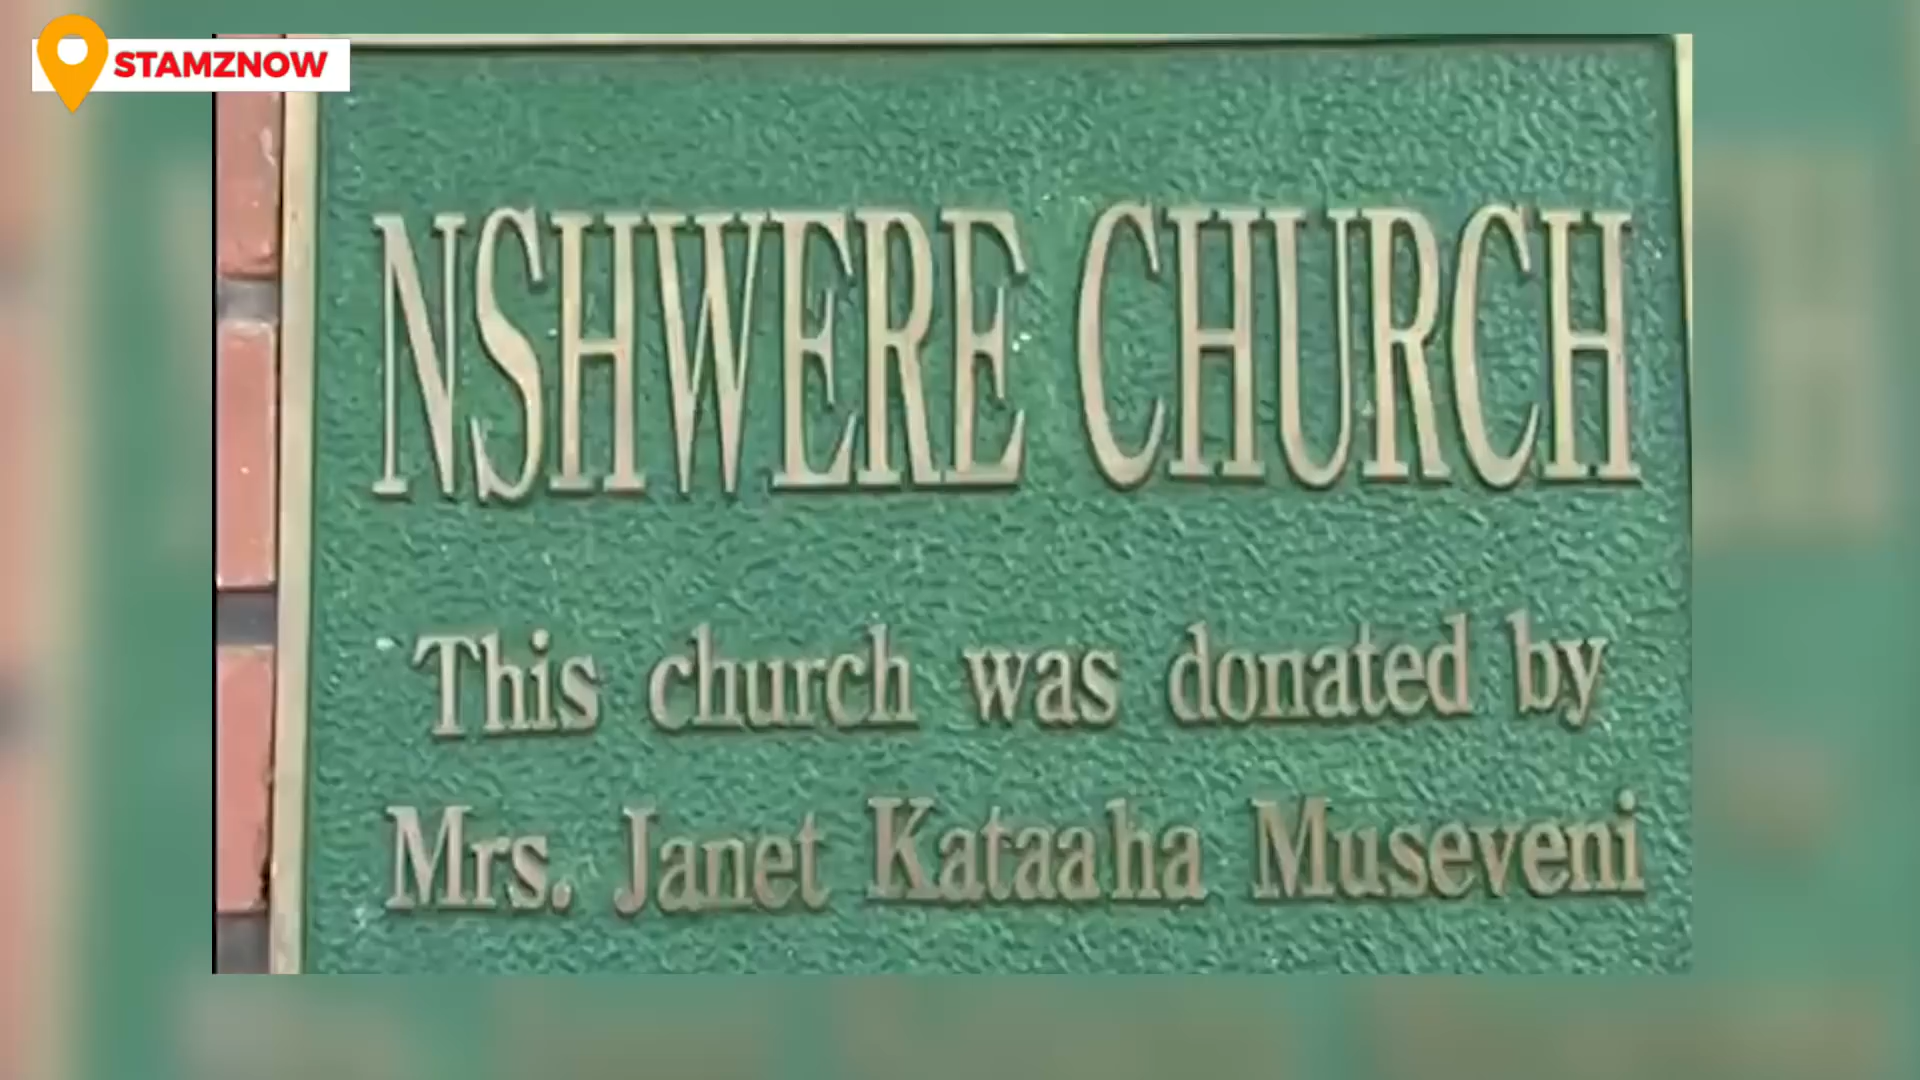 STAMZNOW
NSHWERE CHURCH
This church was donated by
Mrs. Janet Kataaha Museveni